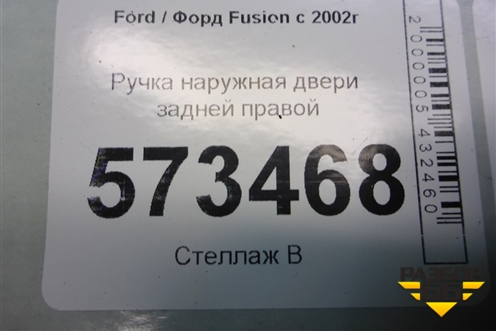 Ford / Форд Fusion с 2002г
Ручка наружная двери
задней правой
573468
Стеллаж В
2000005432460